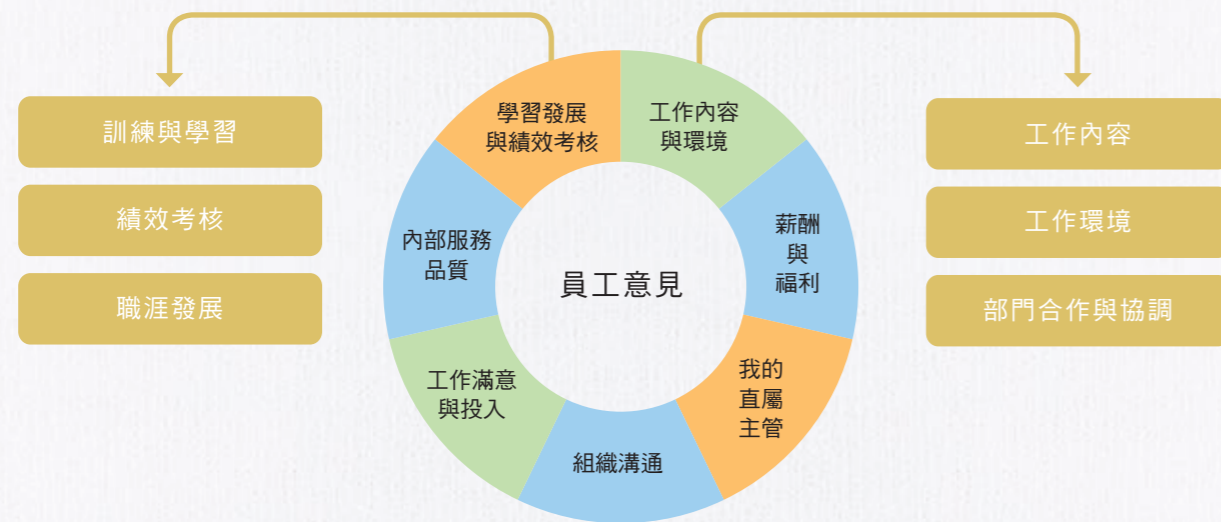 訓練與學習
績效考核
職涯發展
學習發展
與績效考核
工作內容
與環境
薪酬
與
福利
我的
直屬
主管
組織溝通
工作滿意
與投入
內部服務
品質
員工意見
工作內容
工作環境
部門合作與協調